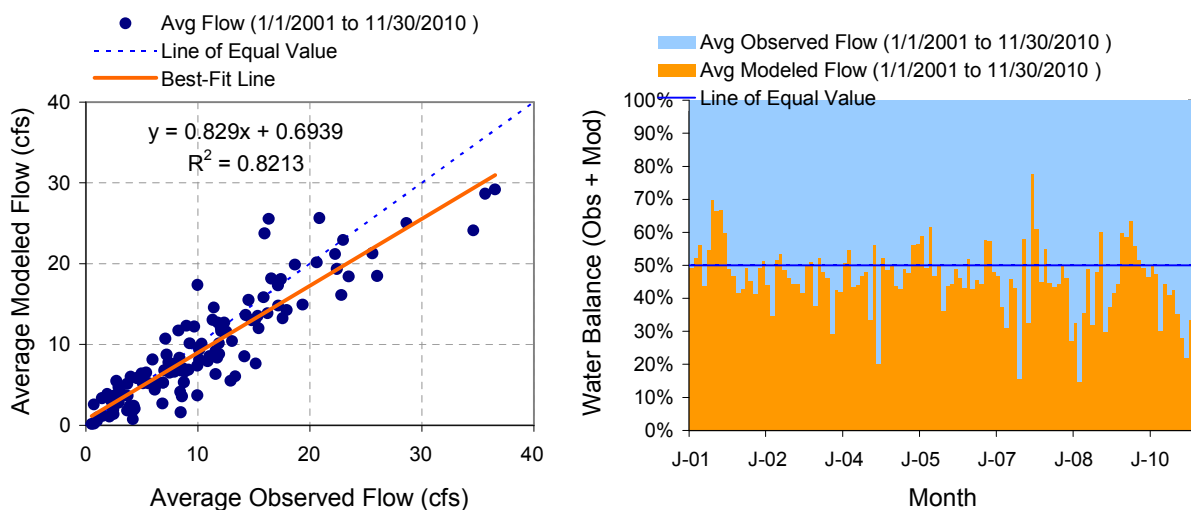 Avg Flow (1/1/2001 to 11/30/2010 )
Line of Equal Value
Best-Fit Line
Average Modeled Flow (cfs)
40
30
20
10
0
y = 0.829x + 0.6939
R² = 0.8213
0 10 20 30 40
Average Observed Flow (cfs)
Avg Observed Flow (1/1/2001 to 11/30/2010 )
Avg Modeled Flow (1/1/2001 to 11/30/2010 )
Line of Equal Value
Water Balance (Obs + Mod)
100%
90%
80%
70%
60%
50%
40%
30%
20%
10%
0%
J-01 J-02 J-04 J-05 J-07 J-08 J-10
Month